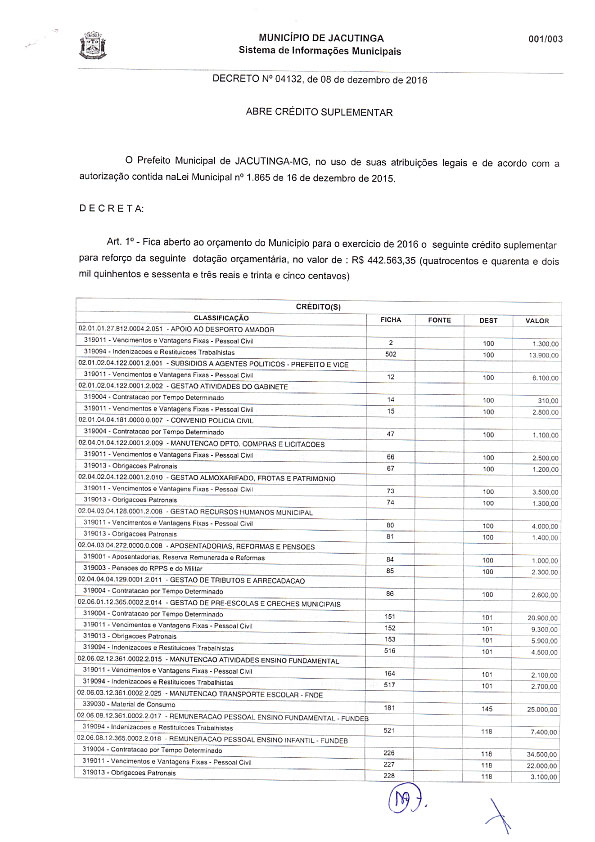 MUNICÍPIO DE JACUTINGA 001/003
Sistema de Informações Municipais
DECRETO Nº 04132, de 08 de dezembro de 2016
ABRE CRÉDITO SUPLEMENTAR
O Prefeito Municipal de JACUTINGA-MG, no uso de suas atribuições legais e de acordo com a
autorização contida naLei Municipal nº 1.865 de 16 de dezembro de 2015.
D E C R E T A:
Art. 1º - Fica aberto ao orçamento do Município para o exercício de 2016 o seguinte crédito suplementar
para reforço da seguinte dotação orçamentária, no valor de : R$ 442.563,35 (quatrocentos e quarenta e dois
mil quinhentos e sessenta e três reais e trinta e cinco centavos)
CRÉDITO(S)
CLASSIFICAÇÃO FICHA FONTE DEST VALOR
02.01.01.27.812.0004.2.051 - APOIO AO DESPORTO AMADOR
319011 - Vencimentos e Vantagens Fixas - Pessoal Civil 2 100 1.300,00
319094 - Indenizacoes e Restituicoes Trabalhistas 502 100 13.900,00
02.01.02.04.122.0001.2.001 - SUBSIDIOS A AGENTES POLITICOS - PREFEITO E VICE
319011 - Vencimentos e Vantagens Fixas - Pessoal Civil 12 100 6.100,00
02.01.02.04.122.0001.2.002 - GESTAO ATIVIDADES DO GABINETE
319004 - Contratacao por Tempo Determinado 14 100 310,00
319011 - Vencimentos e Vantagens Fixas - Pessoal Civil 15 100 2.500,00
02.01.04.04.181.0000.0.007 - CONVENIO POLICIA CIVIL
319004 - Contratacao por Tempo Determinado 47 100 1.100,00
02.04.01.04.122.0001.2.009 - MANUTENCAO DPTO. COMPRAS E LICITACOES
319011 - Vencimentos e Vantagens Fixas - Pessoal Civil 66 100 2.500,00
319013 - Obrigacoes Patronais 67 100 1.200,00
02.04.02.04.122.0001.2.010 - GESTAO ALMOXARIFADO, FROTAS E PATRIMONIO
319011 - Vencimentos e Vantagens Fixas - Pessoal Civil 73 100 3.500,00
319013 - Obrigacoes Patronais 74 100 1.300,00
02.04.03.04.128.0001.2.006 - GESTAO RECURSOS HUMANOS MUNICIPAL
319011 - Vencimentos e Vantagens Fixas - Pessoal Civil 80 100 4.000,00
319013 - Obrigacoes Patronais 81 100 1.400,00
02.04.03.04.272.0000.0.008 - APOSENTADORIAS, REFORMAS E PENSOES
319001 - Aposentadorias, Reserva Remunerada e Reformas 84 100 1.000,00
319003 - Pensoes do RPPS e do Militar 85 100 2.300,00
02.04.04.04.129.0001.2.011 - GESTAO DE TRIBUTOS E ARRECADACAO
319004 - Contratacao por Tempo Determinado 86 100 2.600,00
02.06.01.12.365.0002.2.014 - GESTAO DE PRE-ESCOLAS E CRECHES MUNICIPAIS
319004 - Contratacao por Tempo Determinado 151 101 20.900,00
319011 - Vencimentos e Vantagens Fixas - Pessoal Civil 152 101 9.300,00
319013 - Obrigacoes Patronais 153 101 5.900,00
319094 - Indenizacoes e Restituicoes Trabalhistas 516 101 4.500,00
02.06.02.12.361.0002.2.015 - MANUTENCAO ATIVIDADES ENSINO FUNDAMENTAL
319011 - Vencimentos e Vantagens Fixas - Pessoal Civil 164 101 2.100,00
319094 - Indenizacoes e Restituicoes Trabalhistas 517 101 2.700,00
02.06.03.12.361.0002.2.025 - MANUTENCAO TRANSPORTE ESCOLAR - FNDE
339030 - Material de Consumo 181 145 25.000,00
02.06.08.12.361.0002.2.017 - REMUNERACAO PESSOAL ENSINO FUNDAMENTAL - FUNDEB
319094 - Indenizacoes e Restituicoes Trabalhistas 521 118 7.400,00
02.06.08.12.365.0002.2.018 - REMUNERACAO PESSOAL ENSINO INFANTIL - FUNDEB
319004 - Contratacao por Tempo Determinado 226 118 34.500,00
319011 - Vencimentos e Vantagens Fixas - Pessoal Civil 227 118 22.000,00
319013 - Obrigacoes Patronais 228 118 3.100,00